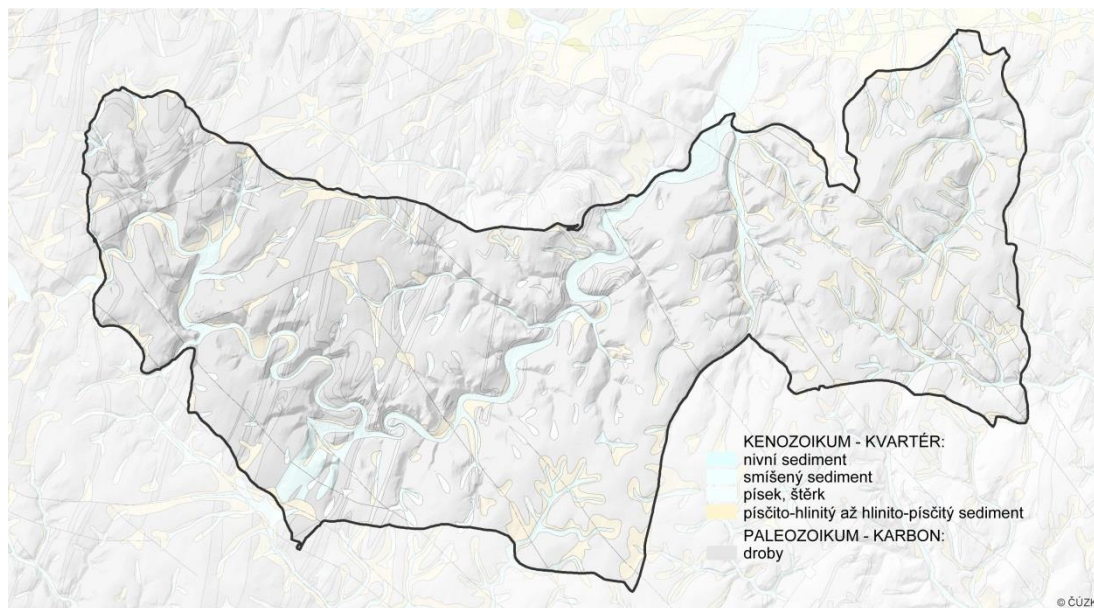 KENOZOIKUM - KVARTÉR:
nivní sediment
smíšený sediment
písek, štěrk
písčito-hlinitý až hlinito-písčitý sediment
PALEOZOIKUM - KARBON:
droby
© ČÚZK